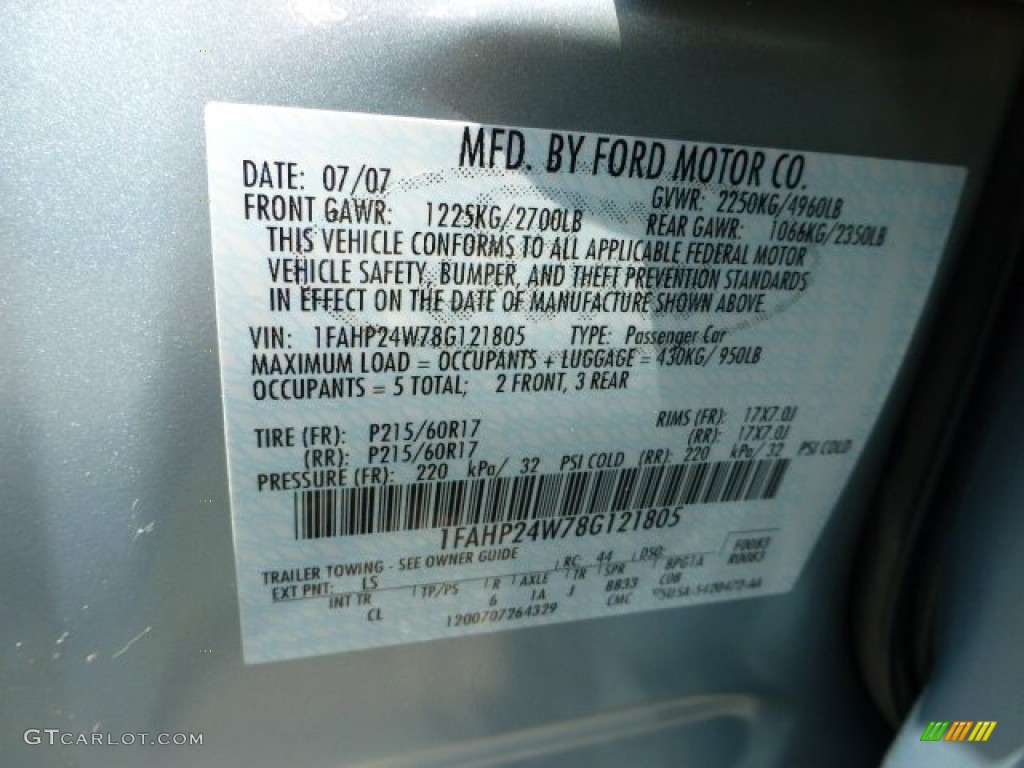 MFD. BY FORD MOTOR CO.
DATE: 07/07 GVWR: 2250KG/4960LB
FRONT GAWR: 1225KG/2700LB REAR GAWR: 1066KG/2350LB
THIS VEHICLE CONFORMS TO ALL APPLICABLE FEDERAL MOTOR
VEHICLE SAFETY, BUMPER, AND THEFT PREVENTION STANDARDS
IN EFFECT ON THE DATE OF MANUFACTURE SHOWN ABOVE.
VIN: 1FAHP24W78G121805 TYPE: Passenger Car
MAXIMUM LOAD = OCCUPANTS + LUGGAGE = 430KG/ 950LB
OCCUPANTS = 5 TOTAL; 2 FRONT, 3 REAR
TIRE (FR): P215/60R17 RIMS (FR): 17X7.0J
(RR): P215/60R17 (RR): 17X7.0J
PRESSURE (FR): 220 kPa/ 32 PSI COLD (RR): 220 kPa/ 32 PSI COLD
1FAHP24W78G121805
TRAILER TOWING - SEE OWNER GUIDE F0083
EXT PNT: LS RC: 44 DSO: R0083
INT TR TP/PS R AXLE TR SPR BPGTA
CL 6 1A J BB33 COB
1200707264329 CMC
GTCARLOT.COM